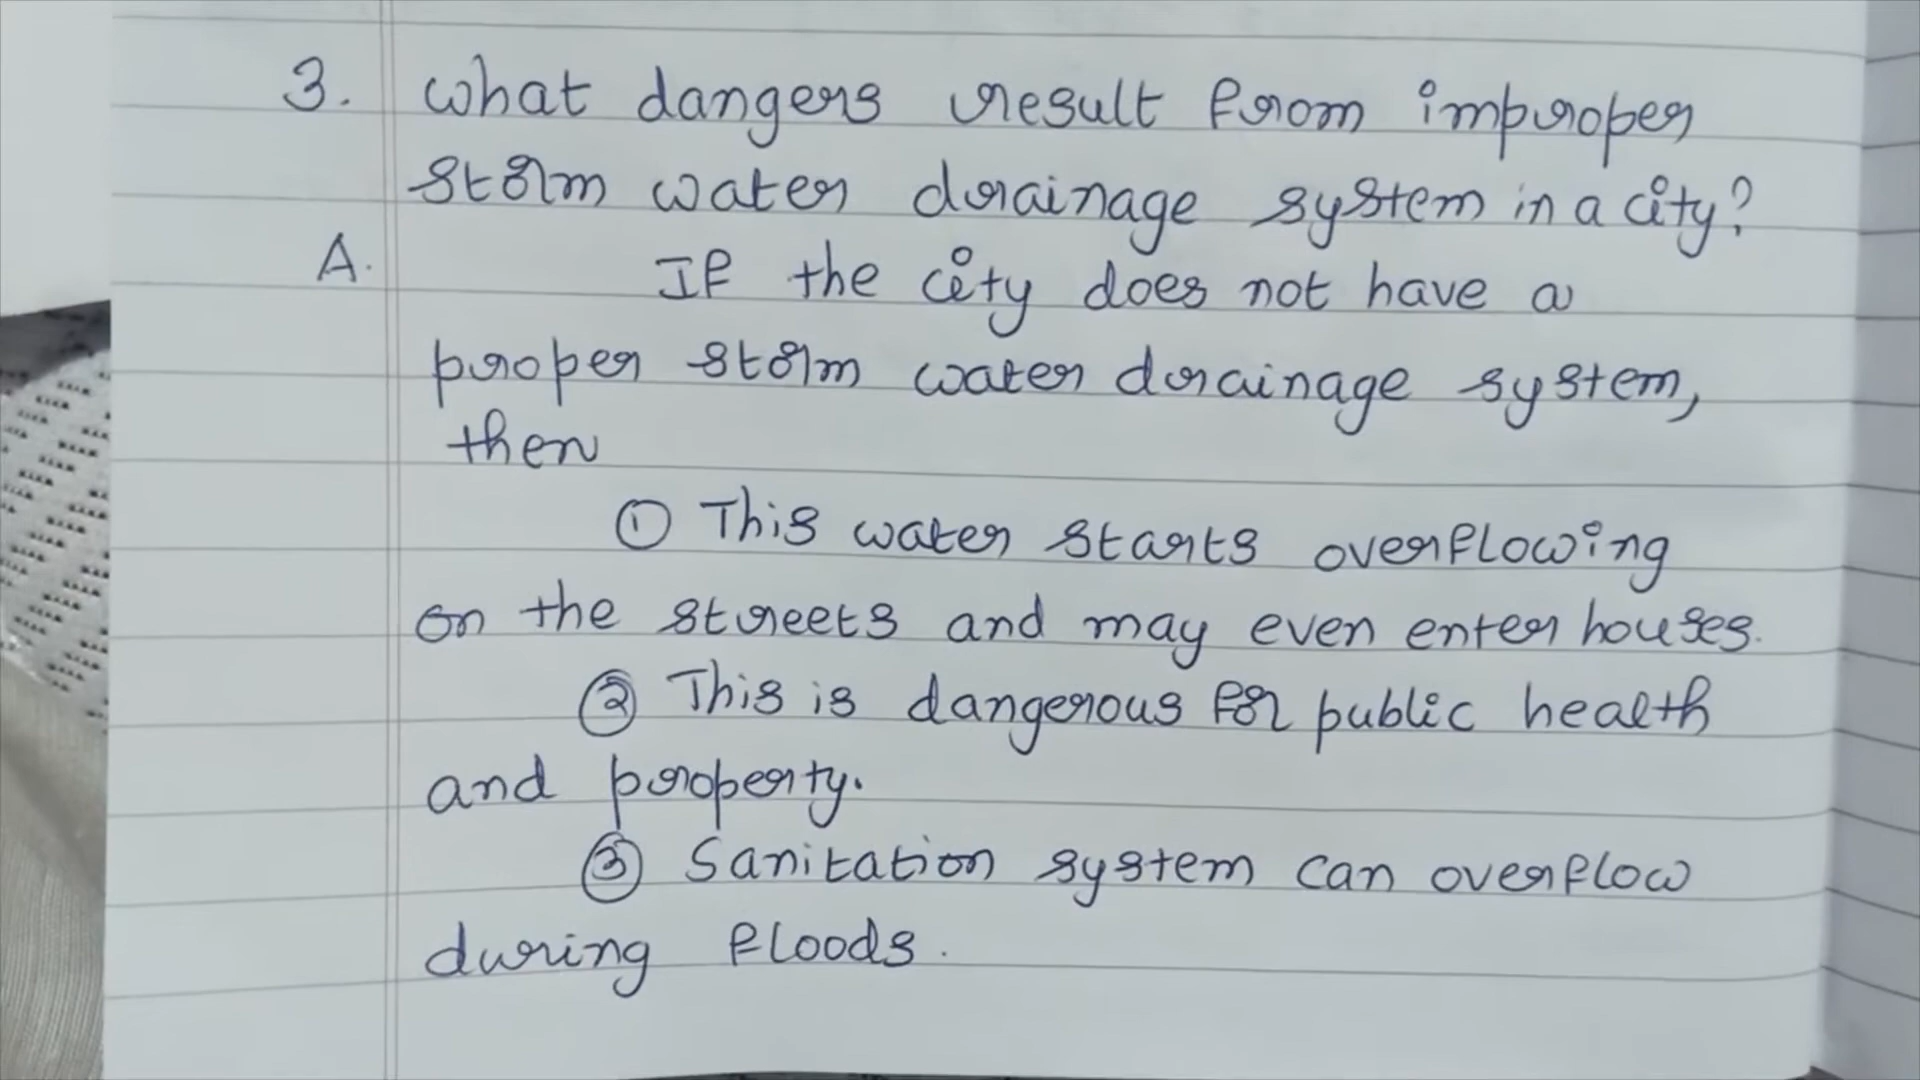 3. What dangers result from improper
storm water drainage system in a city?
A. If the city does not have a
proper storm water drainage system,
then
① This water starts overflowing
on the streets and may even enter houses.
② This is dangerous for public health
and property.
③ Sanitation system can overflow
during floods.